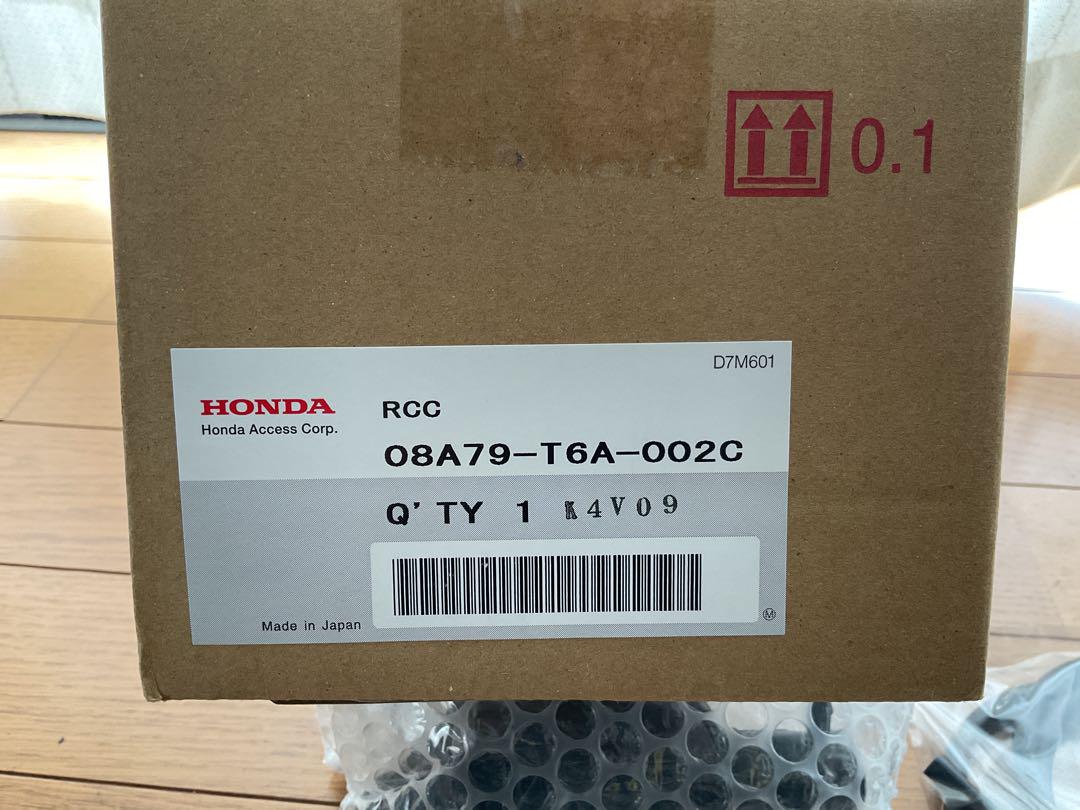 0.1
D7M601
HONDA RCC
Honda Access Corp.
08A79-T6A-002C
Q'TY 1 K4V09
Made in Japan
M